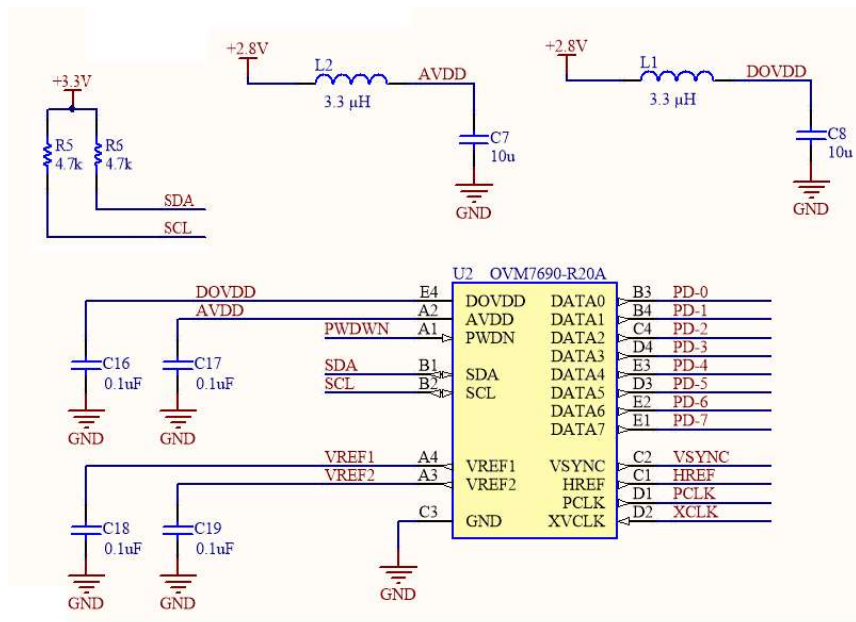 +2.8V
L2
AVDD
3.3 µH
C7
10u
GND
+2.8V
L1
DOVDD
3.3 µH
C8
10u
GND
+3.3V
R5
4.7k
R6
4.7k
SDA
SCL
U2 OVM7690-R20A
DOVDD E4 DOVDD DATA0 B3 PD-0
AVDD A2 AVDD DATA1 B4 PD-1
PWDWN A1 PWDN DATA2 C4 PD-2
DATA3 D4 PD-3
SDA B1 SDA DATA4 E3 PD-4
SCL B2 SCL DATA5 D3 PD-5
DATA6 E2 PD-6
DATA7 E1 PD-7
C16
0.1uF
GND
C17
0.1uF
GND
VREF1 A4 VREF1 VSYNC C2 VSYNC
VREF2 A3 VREF2 HREF C1 HREF
PCLK D1 PCLK
C3 GND XVCLK D2 XCLK
C18
0.1uF
GND
C19
0.1uF
GND
GND